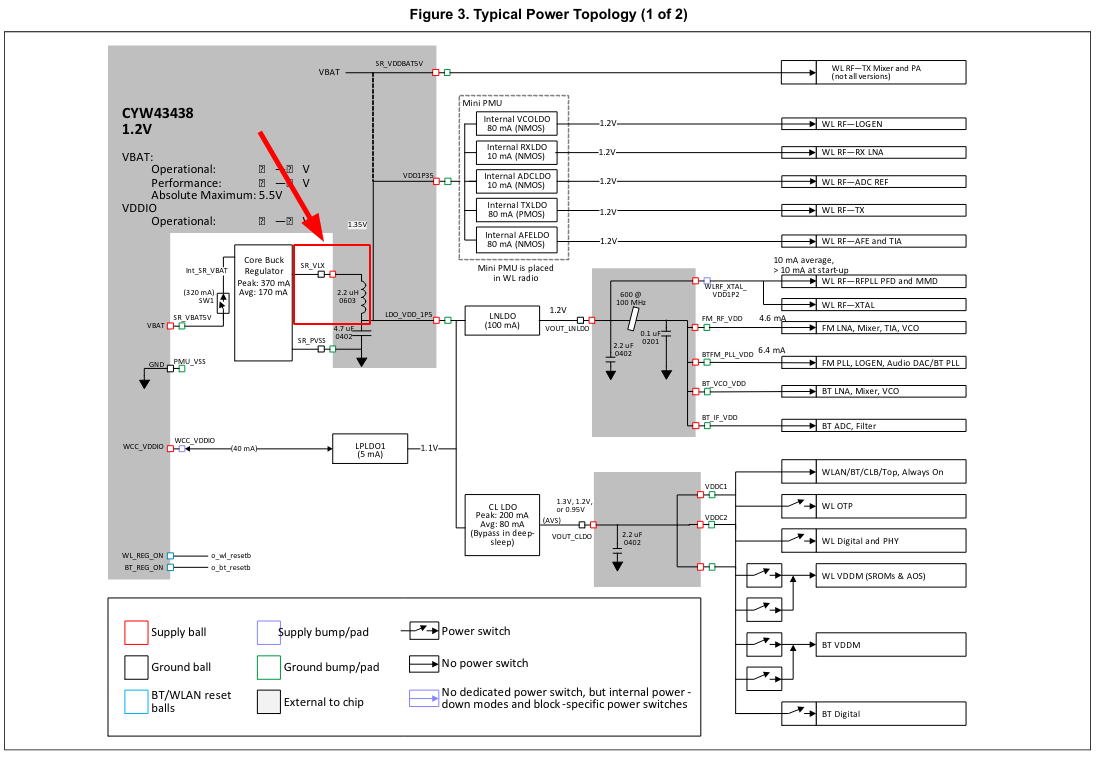 Figure 3. Typical Power Topology (1 of 2)
VBAT
SR_VDDBAT5V
WL RF—TX Mixer and PA
(not all versions)
CYW43438
1.2V
VBAT:
Operational: — V
Performance: — V
Absolute Maximum: 5.5V
VDDIO
Operational: — V
VDD1P35
1.35V
Mini PMU
Internal VCOLDO
80 mA (NMOS)
1.2V
WL RF—LOGEN
Internal RXLDO
10 mA (NMOS)
1.2V
WL RF—RX LNA
Internal ADCLDO
10 mA (NMOS)
1.2V
WL RF—ADC REF
Internal TXLDO
80 mA (PMOS)
1.2V
WL RF—TX
Internal AFELDO
80 mA (NMOS)
1.2V
WL RF—AFE and TIA
Mini PMU is placed
in WL radio
Core Buck
Regulator
Peak: 370 mA
Avg: 170 mA
Int_SR_VBAT
(320 mA)
SW1
SR_VBAT5V
VBAT
GND
PMU_VSS
SR_VLX
2.2 uH
0603
4.7 uF
0402
SR_PVSS
LDO_VDD_1P5
LNLDO
(100 mA)
1.2V
VOUT_LNLDO
600 @
100 MHz
2.2 uF
0402
0.1 uF
0201
10 mA average,
> 10 mA at start-up
WLRF_XTAL_
VDD1P2
WL RF—RFPLL PFD and MMD
WL RF—XTAL
FM_RF_VDD
4.6 mA
FM LNA, Mixer, TIA, VCO
BTFM_PLL_VDD
6.4 mA
FM PLL, LOGEN, Audio DAC/BT PLL
BT_VCO_VDD
BT LNA, Mixer, VCO
BT_IF_VDD
BT ADC, Filter
WCC_VDDIO
WCC_VDDIO
(40 mA)
LPLDO1
(5 mA)
1.1V
CL LDO
Peak: 200 mA
Avg: 80 mA
(Bypass in deep-
sleep)
1.3V, 1.2V,
or 0.95V
(AVS)
VOUT_CLDO
2.2 uF
0402
VDDC1
VDDC2
WLAN/BT/CLB/Top, Always On
WL OTP
WL Digital and PHY
WL VDDM (SROMs & AOS)
BT VDDM
BT Digital
WL_REG_ON
o_wl_resetb
BT_REG_ON
o_bt_resetb
Supply ball
Supply bump/pad
Power switch
Ground ball
Ground bump/pad
No power switch
BT/WLAN reset
balls
External to chip
No dedicated power switch, but internal power-
down modes and block-specific power switches